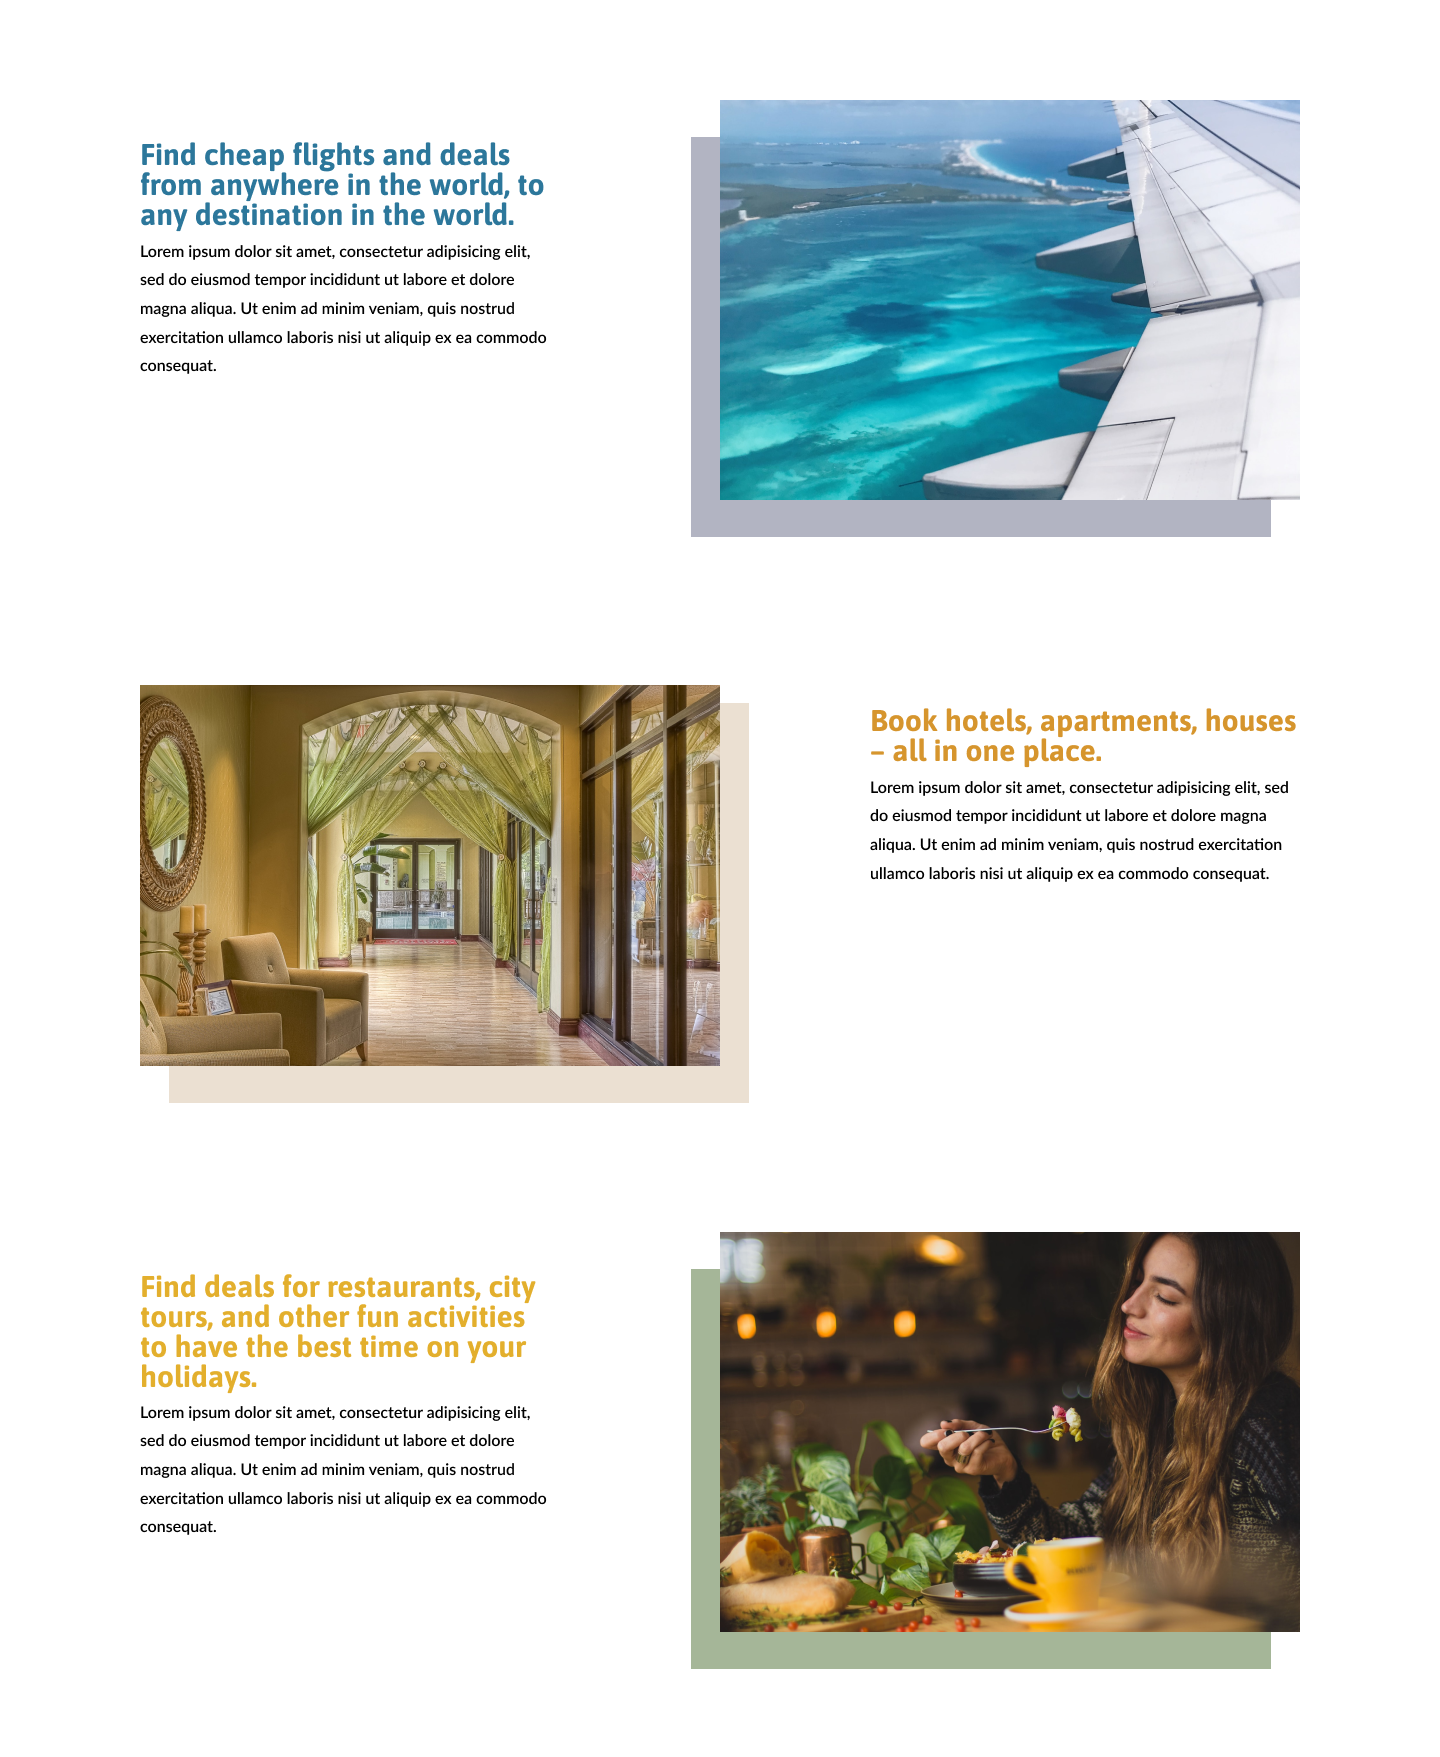 Find cheap flights and deals
from anywhere in the world, to
any destination in the world.
Lorem ipsum dolor sit amet, consectetur adipisicing elit,
sed do eiusmod tempor incididunt ut labore et dolore
magna aliqua. Ut enim ad minim veniam, quis nostrud
exercitation ullamco laboris nisi ut aliquip ex ea commodo
consequat.
Book hotels, apartments, houses
– all in one place.
Lorem ipsum dolor sit amet, consectetur adipisicing elit, sed
do eiusmod tempor incididunt ut labore et dolore magna
aliqua. Ut enim ad minim veniam, quis nostrud exercitation
ullamco laboris nisi ut aliquip ex ea commodo consequat.
Find deals for restaurants, city
tours, and other fun activities
to have the best time on your
holidays.
Lorem ipsum dolor sit amet, consectetur adipisicing elit,
sed do eiusmod tempor incididunt ut labore et dolore
magna aliqua. Ut enim ad minim veniam, quis nostrud
exercitation ullamco laboris nisi ut aliquip ex ea commodo
consequat.